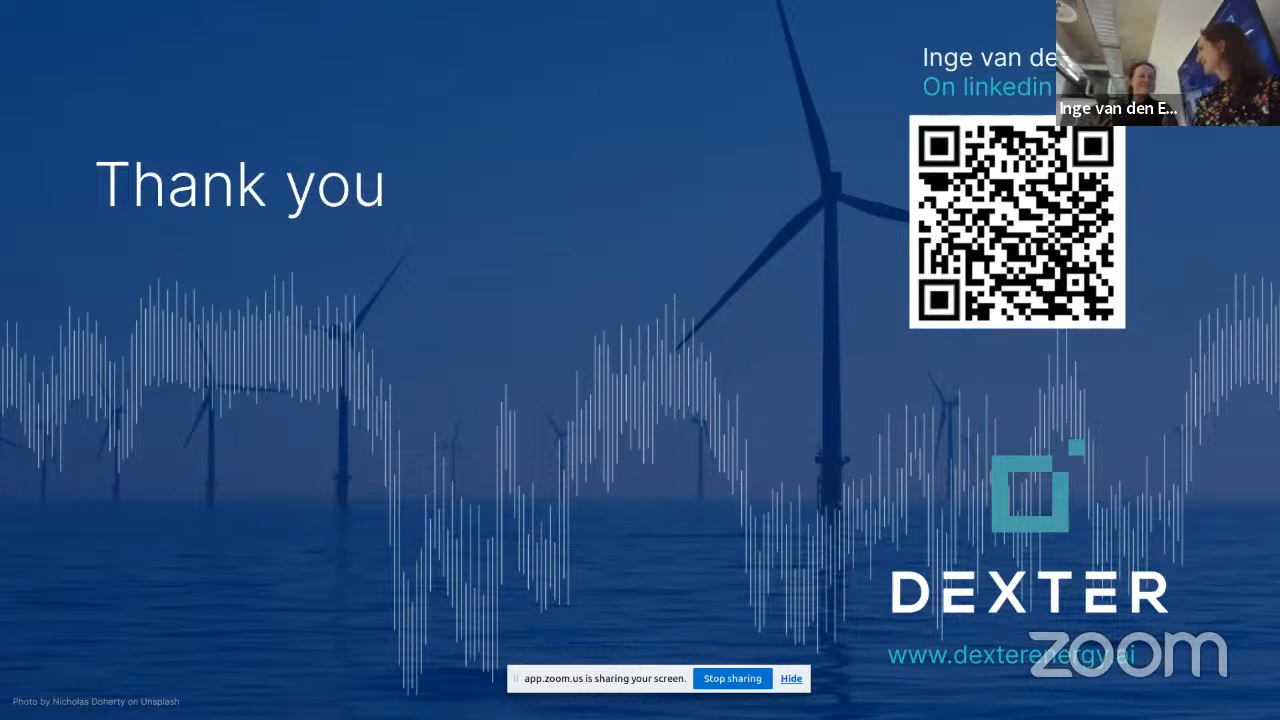 Inge van de
On linkedin
Inge van den E...
Thank you
DEXTER
www.dexterenergy.ai
zoom
app.zoom.us is sharing your screen.
Stop sharing
Hide
Photo by Nicholas Doherty on Unsplash